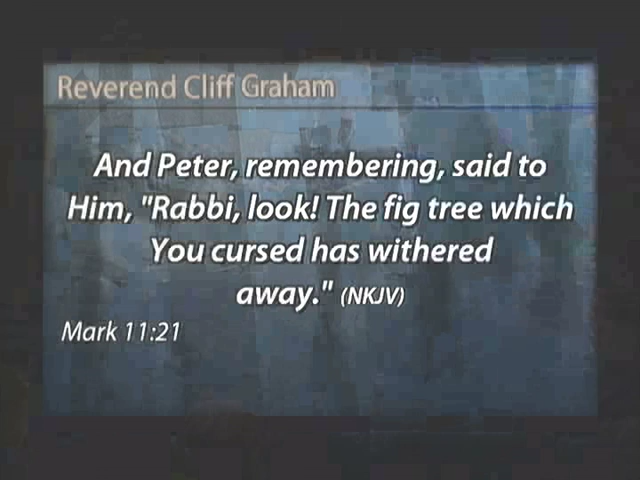 Reverend Cliff Graham
And Peter, remembering, said to
Him, "Rabbi, look! The fig tree which
You cursed has withered
away." (NKJV)
Mark 11:21